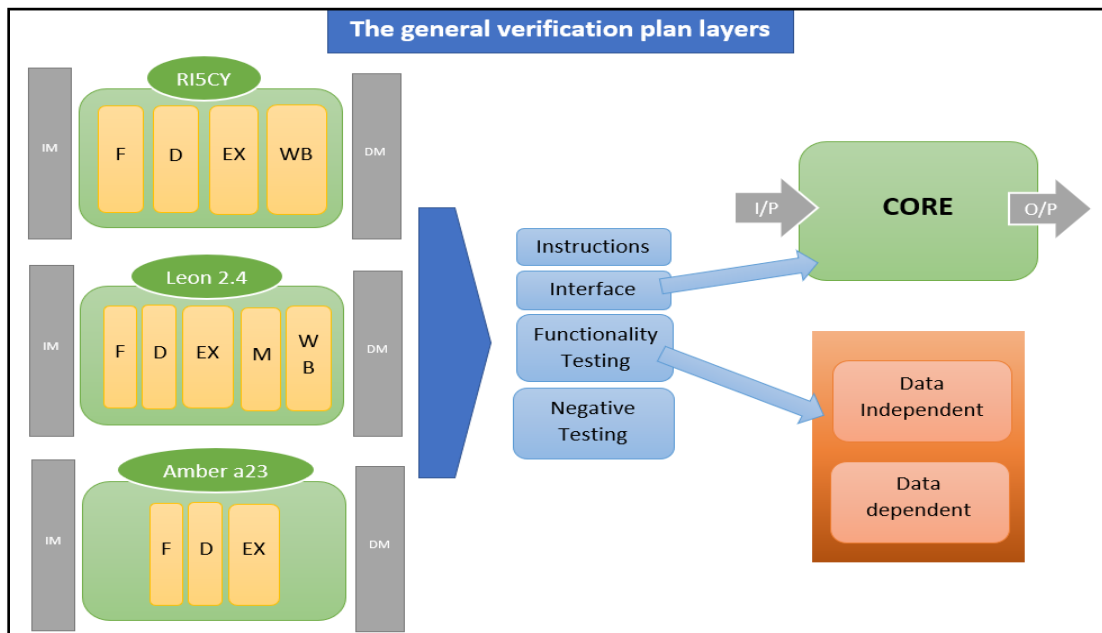 The general verification plan layers
RI5CY
IM
F D EX WB
DM
Leon 2.4
IM
F D EX M W
B
DM
Amber a23
IM
F D EX
DM
Instructions
Interface
Functionality
Testing
Negative
Testing
I/P
CORE
O/P
Data
Independent
Data
dependent